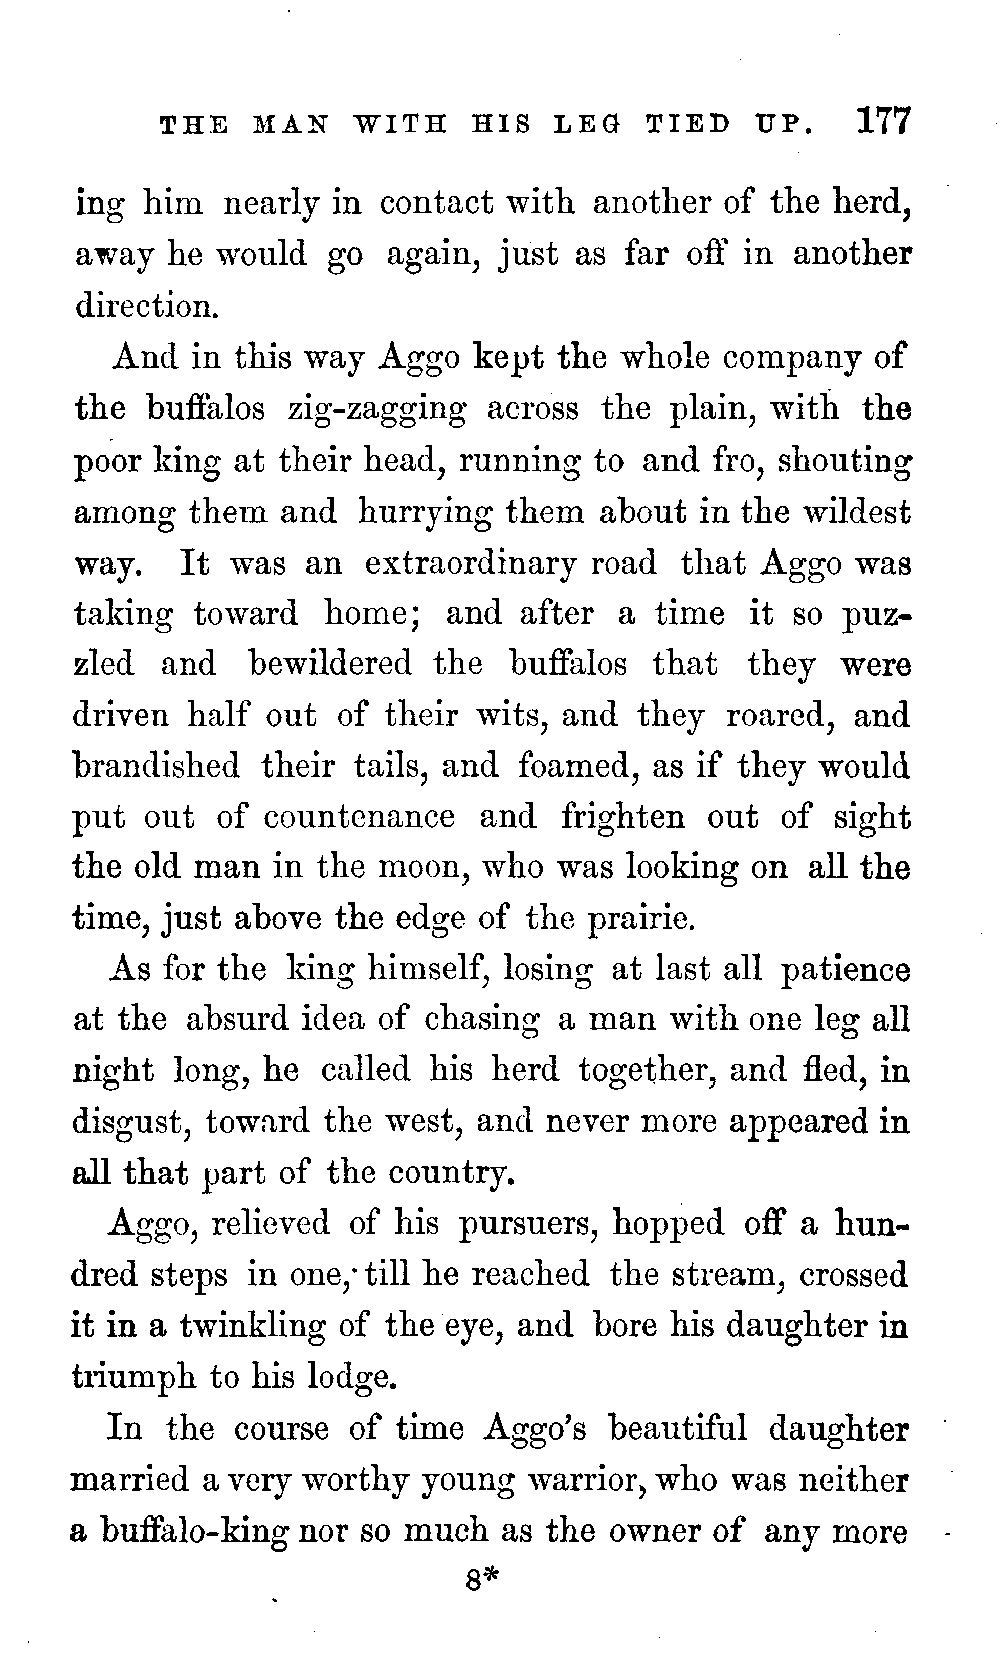 THE MAN WITH HIS LEG TIED UP. 177
ing him nearly in contact with another of the herd,
away he would go again, just as far off in another
direction.
And in this way Aggo kept the whole company of
the buffalos zig-zagging across the plain, with the
poor king at their head, running to and fro, shouting
among them and hurrying them about in the wildest
way. It was an extraordinary road that Aggo was
taking toward home; and after a time it so puz-
zled and bewildered the buffalos that they were
driven half out of their wits, and they roared, and
brandished their tails, and foamed, as if they would
put out of countenance and frighten out of sight
the old man in the moon, who was looking on all the
time, just above the edge of the prairie.
As for the king himself, losing at last all patience
at the absurd idea of chasing a man with one leg all
night long, he called his herd together, and fled, in
disgust, toward the west, and never more appeared in
all that part of the country.
Aggo, relieved of his pursuers, hopped off a hun-
dred steps in one, till he reached the stream, crossed
it in a twinkling of the eye, and bore his daughter in
triumph to his lodge.
In the course of time Aggo's beautiful daughter
married a very worthy young warrior, who was neither
a buffalo-king nor so much as the owner of any more
8*